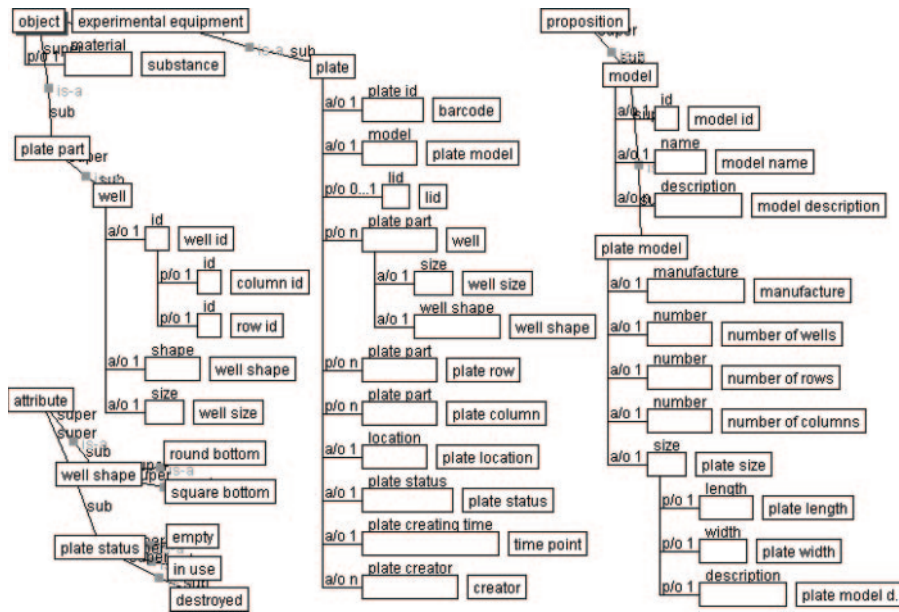 object
experimental equipment
super
is-a
sub
p/o 1
material
substance
super
is-a
sub
plate part
super
sub
well
a/o 1
id
well id
p/o 1
id
column id
p/o 1
id
row id
a/o 1
shape
well shape
a/o 1
size
well size
attribute
super
super
is-a
sub
well shape
round bottom
square bottom
sub
plate status
empty
in use
sub
destroyed
plate
a/o 1
plate id
barcode
a/o 1
model
plate model
p/o 0...1
lid
lid
p/o n
plate part
well
a/o 1
size
well size
a/o 1
well shape
well shape
p/o n
plate part
plate row
p/o n
plate part
plate column
a/o 1
location
plate location
a/o 1
plate status
plate status
a/o 1
plate creating time
time point
a/o n
plate creator
creator
proposition
super
sub
model
a/o 1
id
model id
a/o 1
name
model name
a/o n
description
model description
plate model
a/o 1
manufacture
manufacture
a/o 1
number
number of wells
a/o 1
number
number of rows
a/o 1
number
number of columns
a/o 1
size
plate size
p/o 1
length
plate length
p/o 1
width
plate width
p/o 1
description
plate model d.